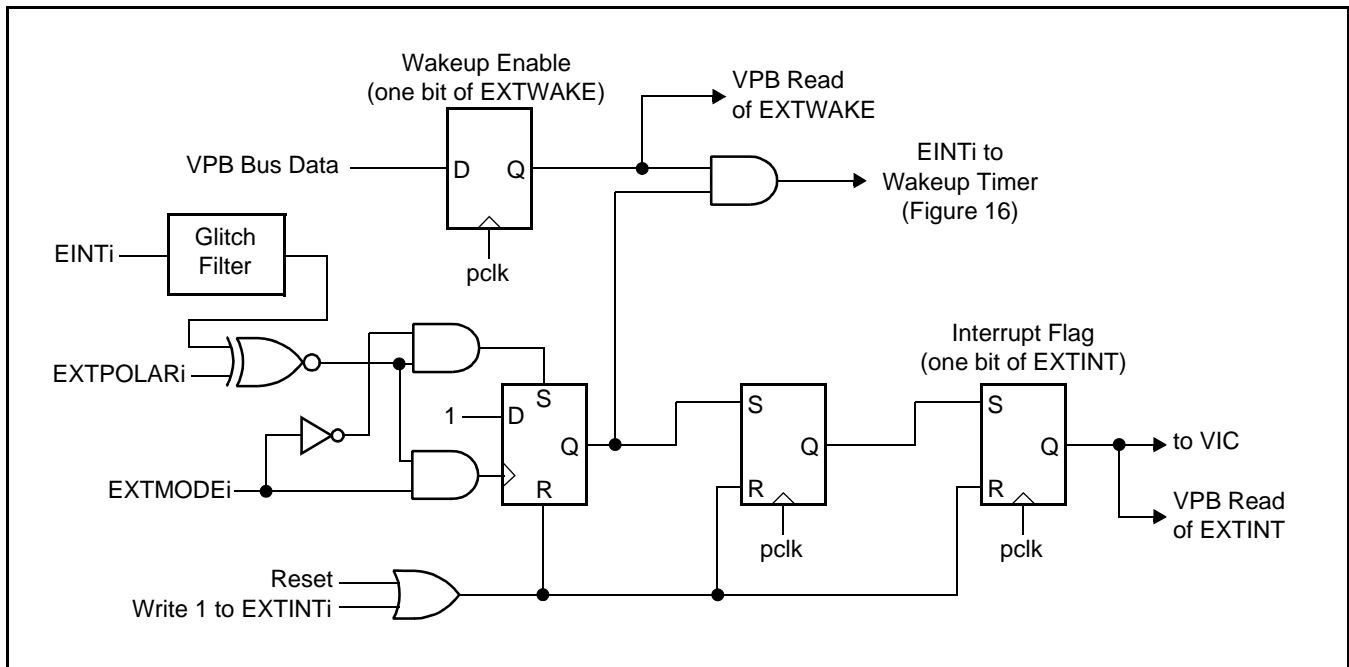 Wakeup Enable
(one bit of EXTWAKE)
VPB Read
of EXTWAKE
VPB Bus Data
D
Q
EINTi to
Wakeup Timer
(Figure 16)
pclk
EINTi
Glitch
Filter
EXTPOLARi
Interrupt Flag
(one bit of EXTINT)
1
D
S
Q
R
S
Q
R
pclk
S
Q
R
pclk
to VIC
VPB Read
of EXTINT
EXTMODEi
Reset
Write 1 to EXTINTi